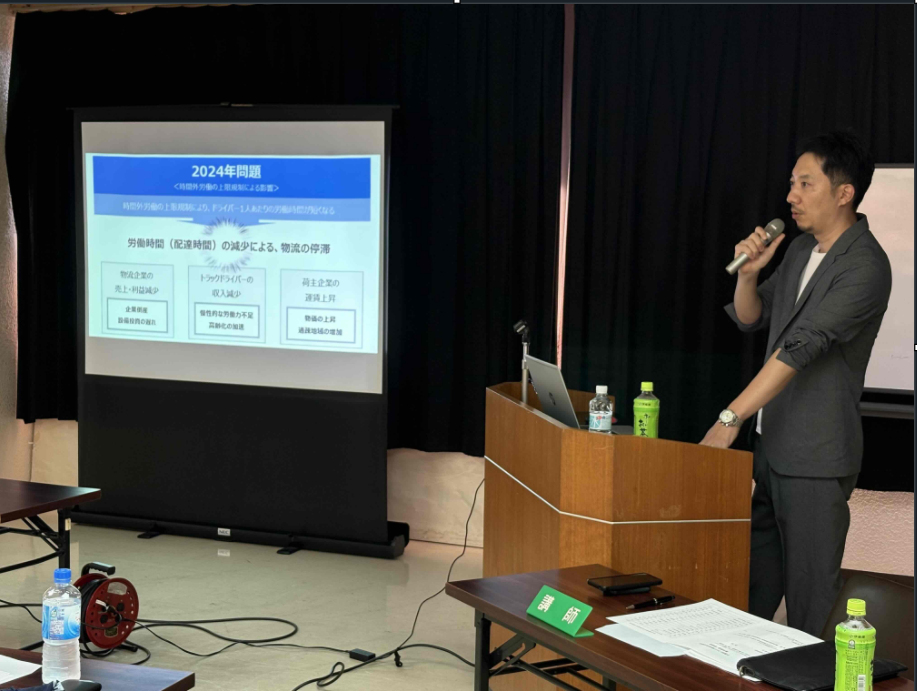 2024年問題
＜時間外労働の上限規制による影響＞
時間外労働の上限規制により、ドライバー1人あたりの労働時間が短くなる
労働時間（配達時間）の減少による、物流の停滞
物流企業の
売上・利益減少
企業倒産
トラックドライバーの
収入減少
慢性的な労働力不足
高齢化の加速
荷主企業の
運賃上昇
物価の上昇
過疎地域の増加